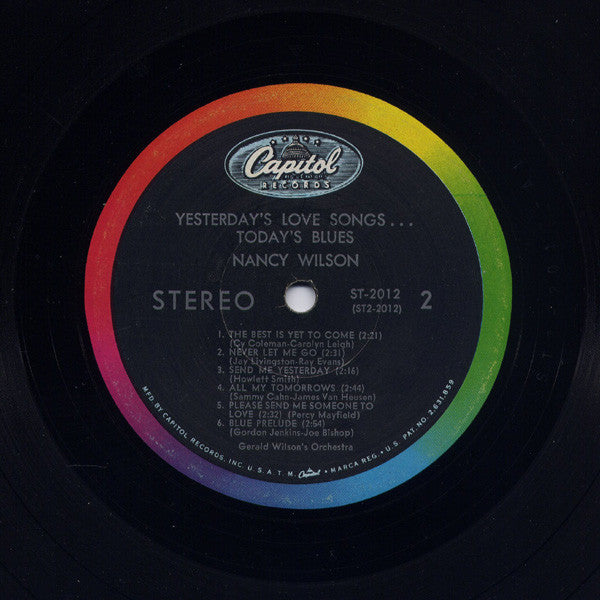 Capitol
RECORDS
YESTERDAY'S LOVE SONGS...
TODAY'S BLUES
NANCY WILSON
STEREO
ST-2012
(ST2-2012)
2
1. THE BEST IS YET TO COME (2:21)
(Cy Coleman-Carolyn Leigh)
2. NEVER LET ME GO (2:31)
(Jay Livingston-Ray Evans)
3. SEND ME YESTERDAY (2:16)
(Howlett Smith)
4. ALL MY TOMORROWS (2:44)
(Sammy Cahn-James Van Heusen)
5. PLEASE SEND ME SOMEONE TO
LOVE (2:32) (Percy Mayfield)
6. BLUE PRELUDE (2:54)
(Gordon Jenkins-Joe Bishop)
Gerald Wilson's Orchestra
MFD. BY CAPITOL RECORDS, INC. U.S.A. T.M. Capitol MARCA REG. • U.S. PAT. NO. 2,631,859